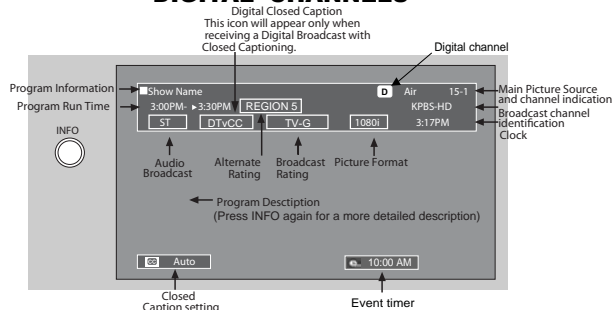 DIGITAL CHANNELS
Digital Closed Caption
This icon will appear only when
receiving a Digital Broadcast with
Closed Captioning.
Digital channel
Program Information
Show Name
D
Air
15-1
Main Picture Source
and channel indication
Program Run Time
3:00PM- ▸3:30PM
REGION 5
KPBS-HD
Broadcast channel
identification
INFO
ST
DTvCC
TV-G
1080i
3:17PM
Clock
Audio
Broadcast
Alternate
Rating
Broadcast
Rating
Picture Format
Program Desctiption
(Press INFO again for a more detailed description)
CC
Auto
10:00 AM
Closed
Caption setting
Event timer